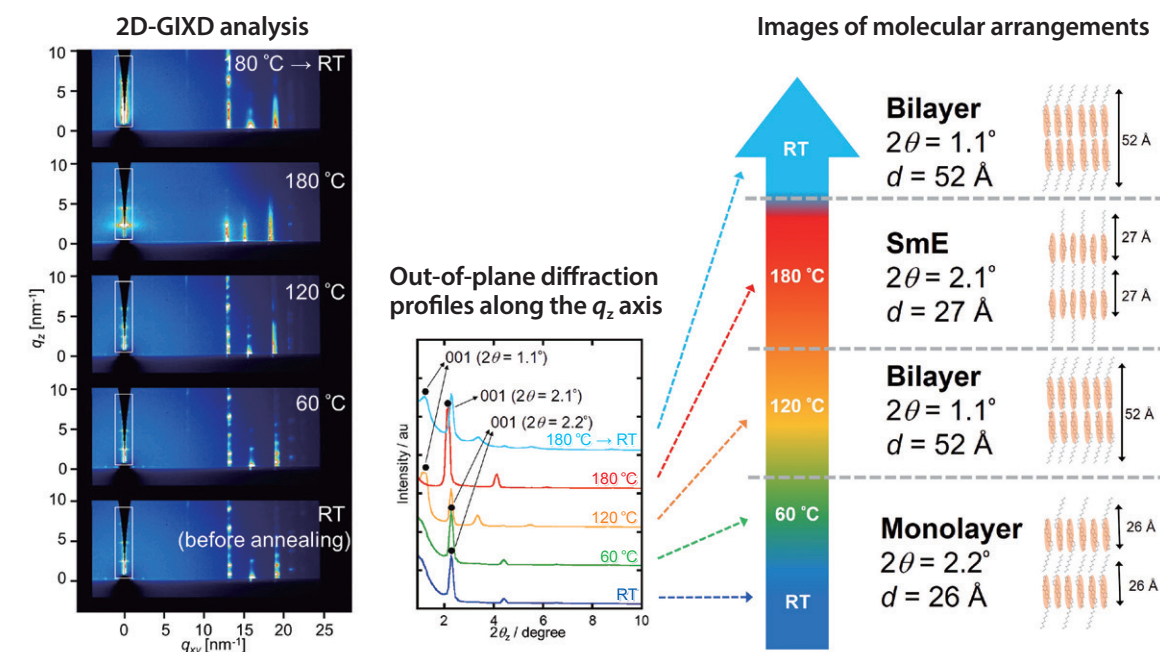 2D-GIXD analysis
10
5
0
180 °C → RT
10
5
0
180 °C
10
5
0
120 °C
10
5
0
60 °C
10
5
0
RT
(before annealing)
qz [nm-1]
0 5 10 15 20 25
qxy [nm-1]
Out-of-plane diffraction
profiles along the qz axis
001 (2θ = 1.1°)
001 (2θ = 2.1°)
001 (2θ = 2.2°)
180 °C → RT
180 °C
120 °C
60 °C
RT
Intensity / au
2 4 6 8 10
2θz / degree
Images of molecular arrangements
RT
180 °C
120 °C
60 °C
RT
Bilayer
2θ = 1.1°
d = 52 Å
52 Å
SmE
2θ = 2.1°
d = 27 Å
27 Å
27 Å
Bilayer
2θ = 1.1°
d = 52 Å
52 Å
Monolayer
2θ = 2.2°
d = 26 Å
26 Å
26 Å